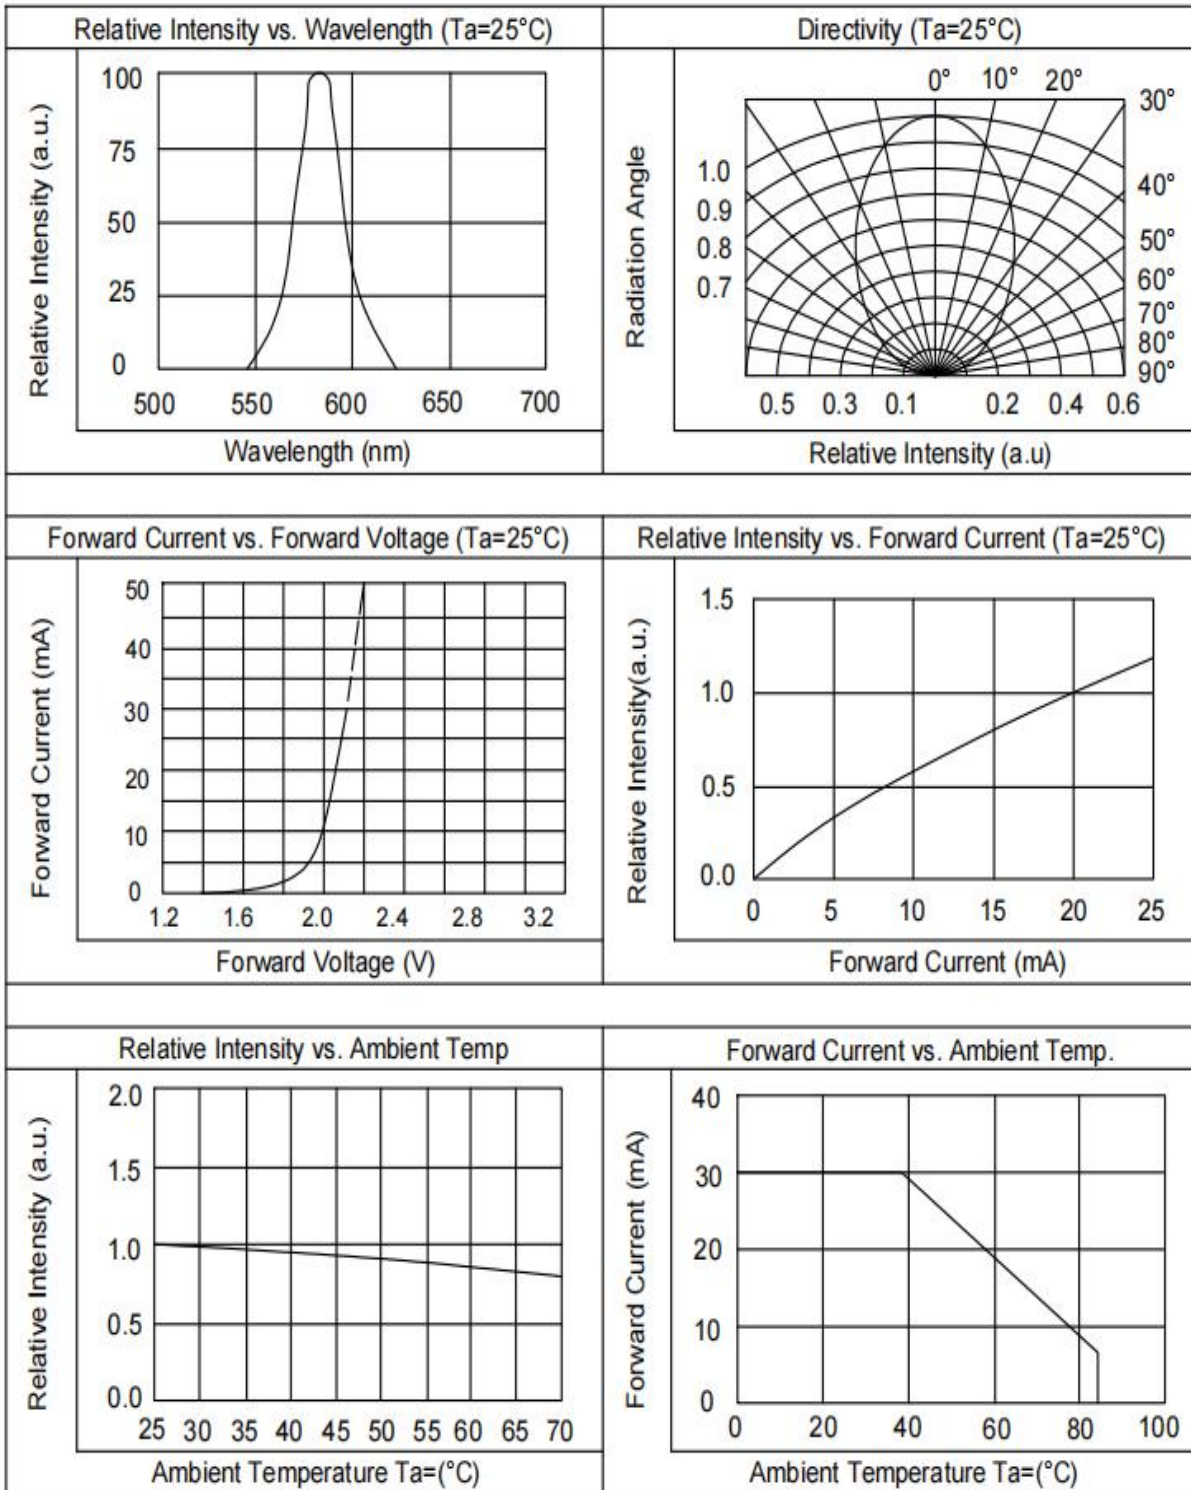 Relative Intensity vs. Wavelength (Ta=25°C)
Relative Intensity (a.u.)
100
75
50
25
0
500 550 600 650 700
Wavelength (nm)
Directivity (Ta=25°C)
Radiation Angle
0° 10° 20° 30°
1.0 40°
0.9 50°
0.8 60°
0.7 70°
80°
90°
0.5 0.3 0.1 0.2 0.4 0.6
Relative Intensity (a.u)
Forward Current vs. Forward Voltage (Ta=25°C)
Forward Current (mA)
50
40
30
20
10
0
1.2 1.6 2.0 2.4 2.8 3.2
Forward Voltage (V)
Relative Intensity vs. Forward Current (Ta=25°C)
Relative Intensity(a.u.)
1.5
1.0
0.5
0.0
0 5 10 15 20 25
Forward Current (mA)
Relative Intensity vs. Ambient Temp
Relative Intensity (a.u.)
2.0
1.5
1.0
0.5
0.0
25 30 35 40 45 50 55 60 65 70
Ambient Temperature Ta=(°C)
Forward Current vs. Ambient Temp.
Forward Current (mA)
40
30
20
10
0
0 20 40 60 80 100
Ambient Temperature Ta=(°C)